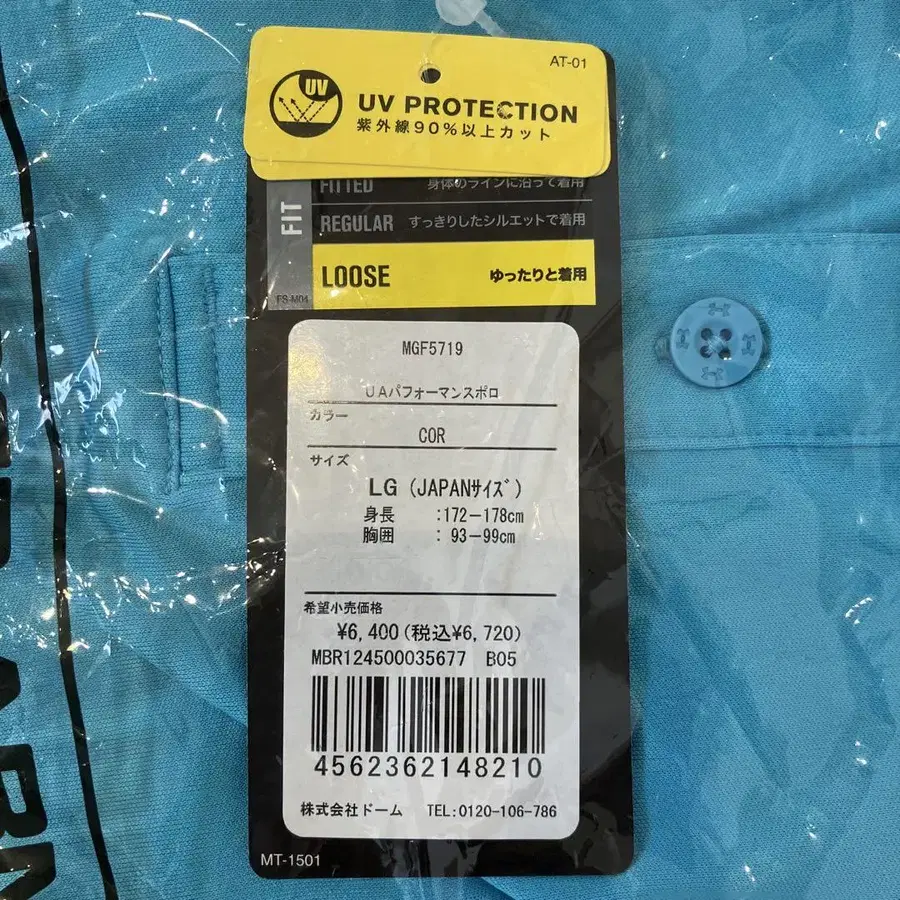 AT-01
UV
UV PROTECTION
紫外線90%以上カット
FIT
FITTED 身体のラインに沿って着用
REGULAR すっきりしたシルエットで着用
LOOSE ゆったりと着用
FS-M04
MGF5719
UAパフォーマンスポロ
カラー
COR
サイズ
LG (JAPANｻｲｽﾞ)
身長 :172-178cm
胸囲 : 93-99cm
希望小売価格
¥6,400(税込¥6,720)
MBR124500035677 B05
4562362148210
株式会社ドーム TEL:0120-106-786
MT-1501